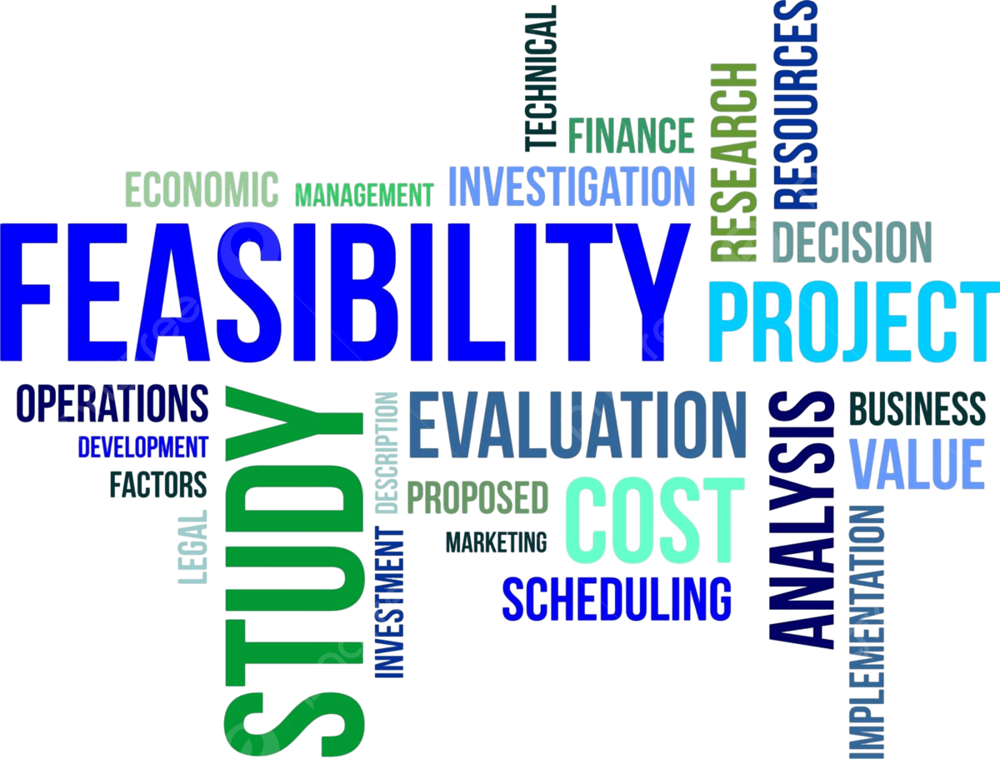 TECHNICAL
FINANCE
RESEARCH
RESOURCES
ECONOMIC
MANAGEMENT
INVESTIGATION
DECISION
FEASIBILITY
PROJECT
OPERATIONS
DEVELOPMENT
FACTORS
LEGAL
STUDY
DESCRIPTION
INVESTMENT
EVALUATION
PROPOSED
MARKETING
COST
SCHEDULING
ANALYSIS
BUSINESS
VALUE
IMPLEMENTATION